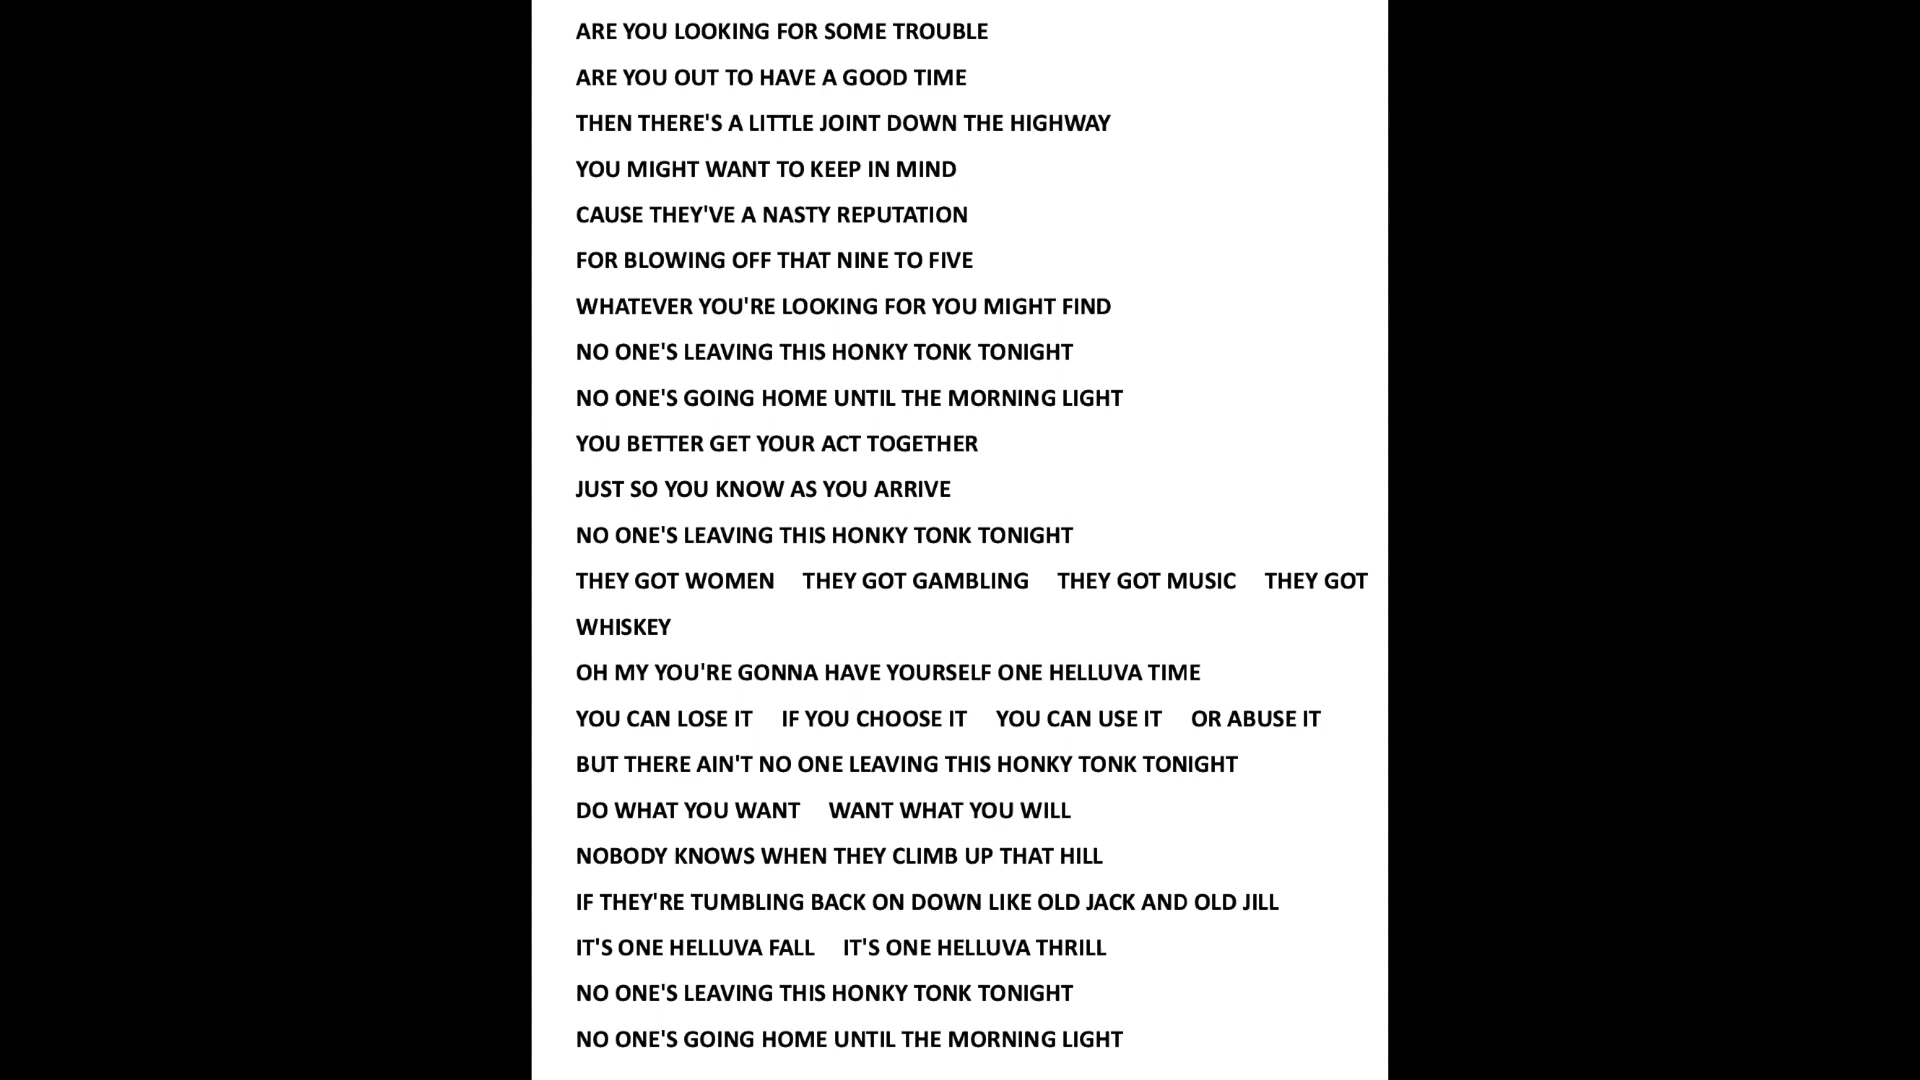 ARE YOU LOOKING FOR SOME TROUBLE
ARE YOU OUT TO HAVE A GOOD TIME
THEN THERE'S A LITTLE JOINT DOWN THE HIGHWAY
YOU MIGHT WANT TO KEEP IN MIND
CAUSE THEY'VE A NASTY REPUTATION
FOR BLOWING OFF THAT NINE TO FIVE
WHATEVER YOU'RE LOOKING FOR YOU MIGHT FIND
NO ONE'S LEAVING THIS HONKY TONK TONIGHT
NO ONE'S GOING HOME UNTIL THE MORNING LIGHT
YOU BETTER GET YOUR ACT TOGETHER
JUST SO YOU KNOW AS YOU ARRIVE
NO ONE'S LEAVING THIS HONKY TONK TONIGHT
THEY GOT WOMEN THEY GOT GAMBLING THEY GOT MUSIC THEY GOT
WHISKEY
OH MY YOU'RE GONNA HAVE YOURSELF ONE HELLUVA TIME
YOU CAN LOSE IT IF YOU CHOOSE IT YOU CAN USE IT OR ABUSE IT
BUT THERE AIN'T NO ONE LEAVING THIS HONKY TONK TONIGHT
DO WHAT YOU WANT WANT WHAT YOU WILL
NOBODY KNOWS WHEN THEY CLIMB UP THAT HILL
IF THEY'RE TUMBLING BACK ON DOWN LIKE OLD JACK AND OLD JILL
IT'S ONE HELLUVA FALL IT'S ONE HELLUVA THRILL
NO ONE'S LEAVING THIS HONKY TONK TONIGHT
NO ONE'S GOING HOME UNTIL THE MORNING LIGHT